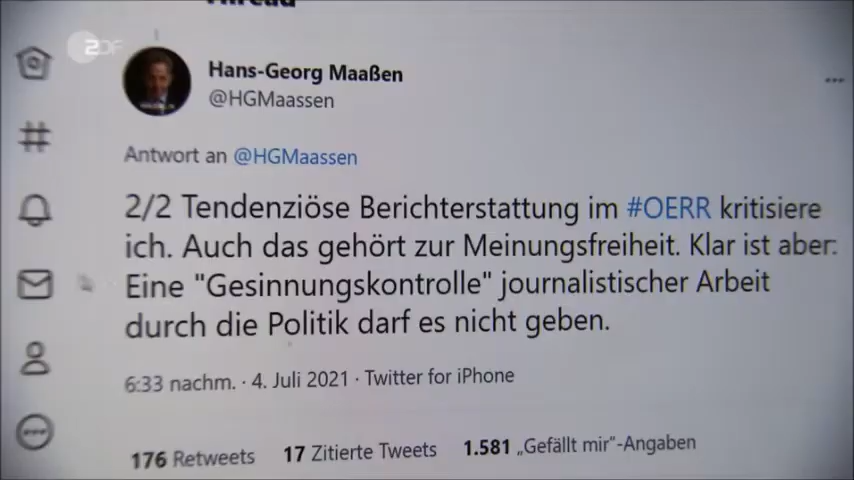 Thread
ZDF
Hans-Georg Maaßen
@HGMaassen
Antwort an @HGMaassen
2/2 Tendenziöse Berichterstattung im #OERR kritisiere
ich. Auch das gehört zur Meinungsfreiheit. Klar ist aber:
Eine "Gesinnungskontrolle" journalistischer Arbeit
durch die Politik darf es nicht geben.
6:33 nachm. · 4. Juli 2021 · Twitter for iPhone
176 Retweets 17 Zitierte Tweets 1.581 „Gefällt mir“-Angaben